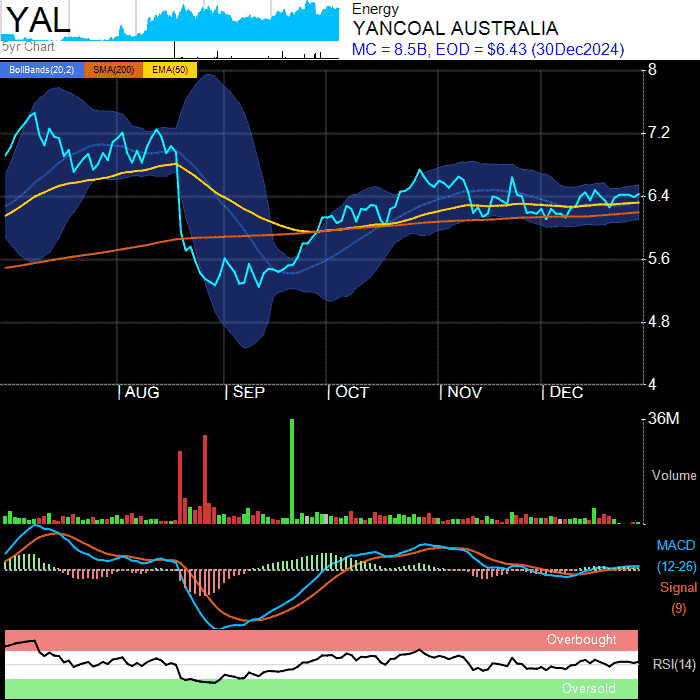 YAL
5yr Chart
Energy
YANCOAL AUSTRALIA
MC = 8.5B, EOD = $6.43 (30Dec2024)
BollBands(20,2) SMA(200) EMA(50)
8
7.2
6.4
5.6
4.8
4
AUG SEP OCT NOV DEC
36M
Volume
MACD
(12-26)
Signal
(9)
Overbought
RSI(14)
Oversold